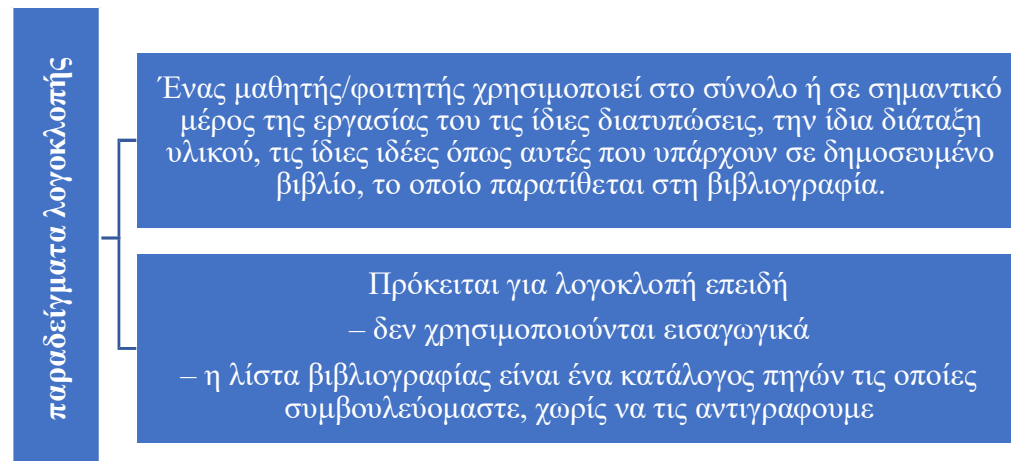 παραδείγματα λογοκλοπής
Ένας μαθητής/φοιτητής χρησιμοποιεί στο σύνολο ή σε σημαντικό
μέρος της εργασίας του τις ίδιες διατυπώσεις, την ίδια διάταξη
υλικού, τις ίδιες ιδέες όπως αυτές που υπάρχουν σε δημοσευμένο
βιβλίο, το οποίο παρατίθεται στη βιβλιογραφία.
Πρόκειται για λογοκλοπή επειδή
– δεν χρησιμοποιούνται εισαγωγικά
– η λίστα βιβλιογραφίας είναι ένα κατάλογος πηγών τις οποίες
συμβουλεύομαστε, χωρίς να τις αντιγραφουμε